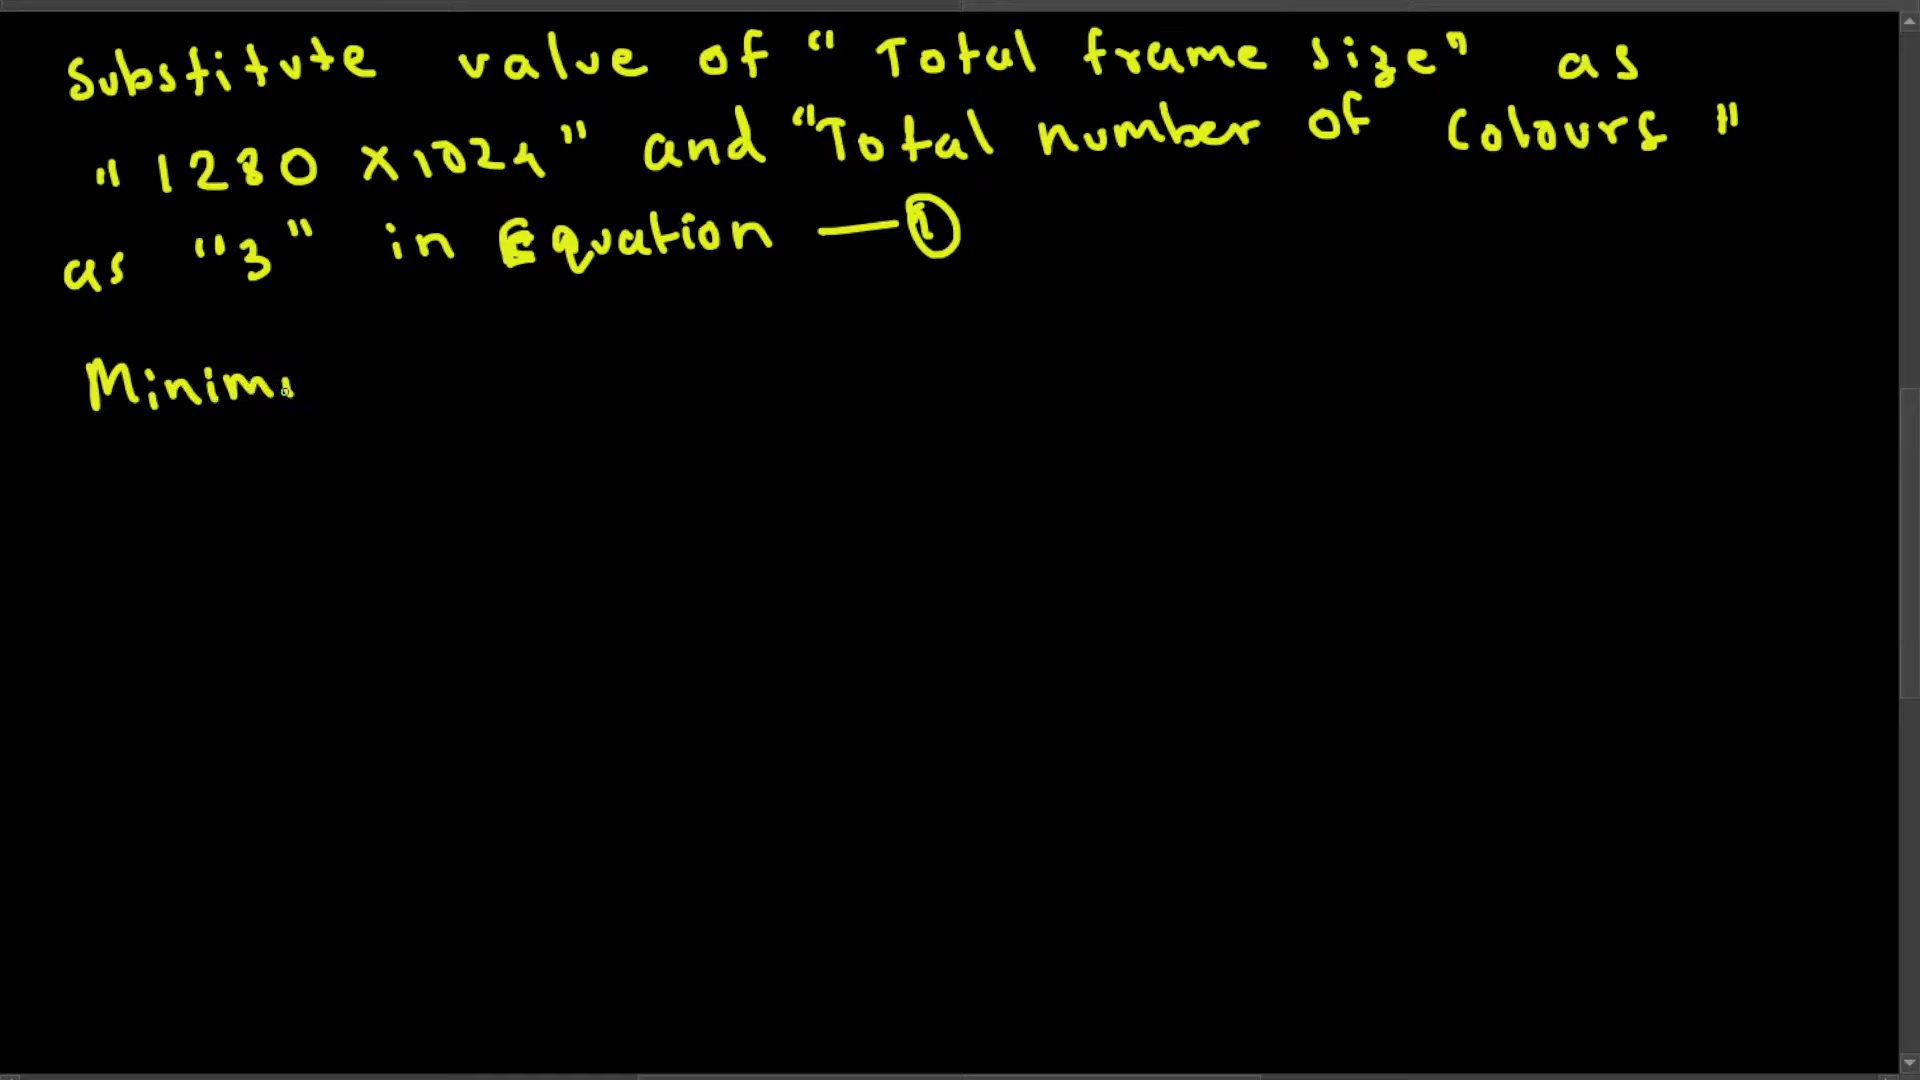 Substitute value of "Total frame size" as
"1280 x1024" and "Total number of Colours"
as "3" in Equation —①
Minim